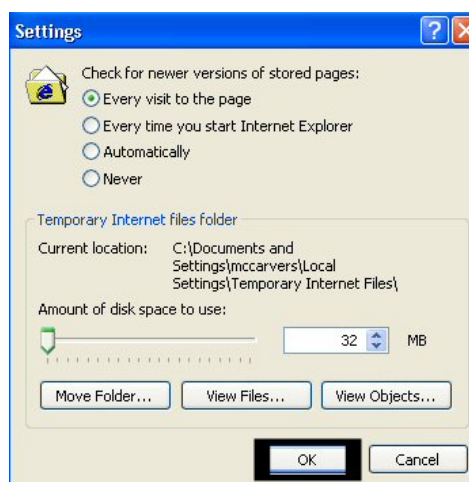 Settings
Check for newer versions of stored pages:
Every visit to the page
Every time you start Internet Explorer
Automatically
Never
Temporary Internet files folder
Current location: C:\Documents and
Settings\mccarvers\Local
Settings\Temporary Internet Files\
Amount of disk space to use:
32 MB
Move Folder... View Files... View Objects...
OK Cancel